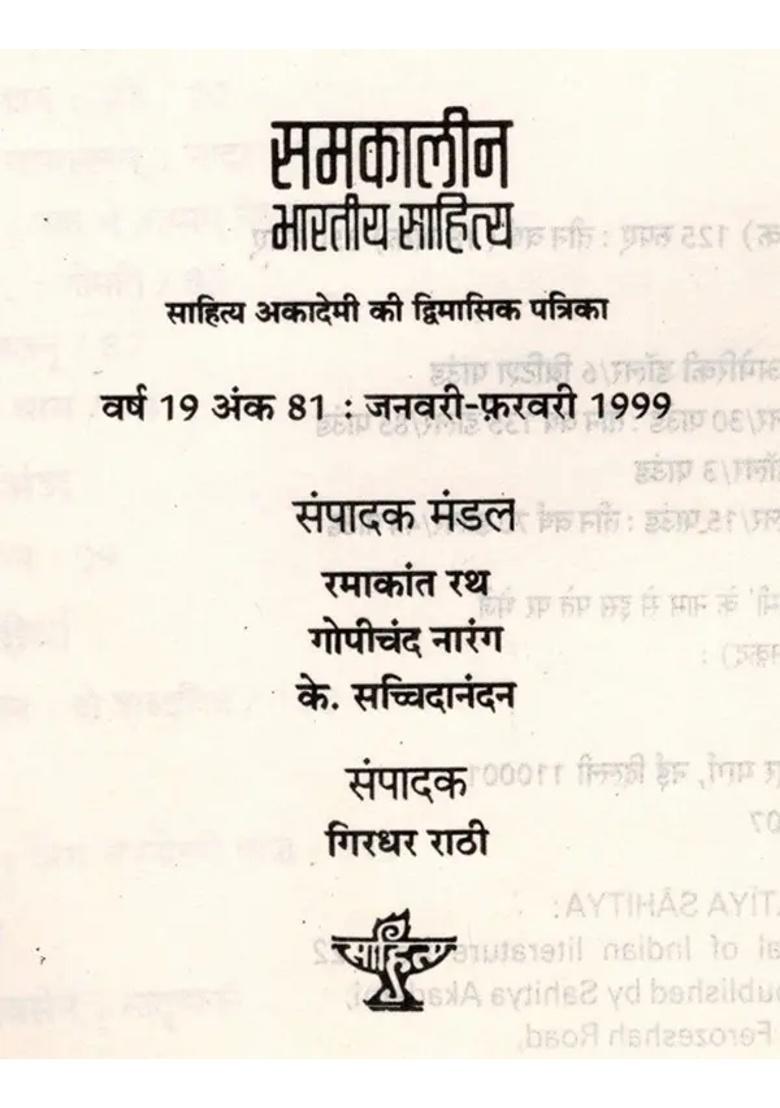 समकालीन
भारतीय साहित्य
साहित्य अकादेमी की द्विमासिक पत्रिका
वर्ष 19 अंक 81 : जनवरी-फ़रवरी 1999
संपादक मंडल
रमाकांत रथ
गोपीचंद नारंग
के. सच्चिदानंदन
संपादक
गिरधर राठी
साहित्य